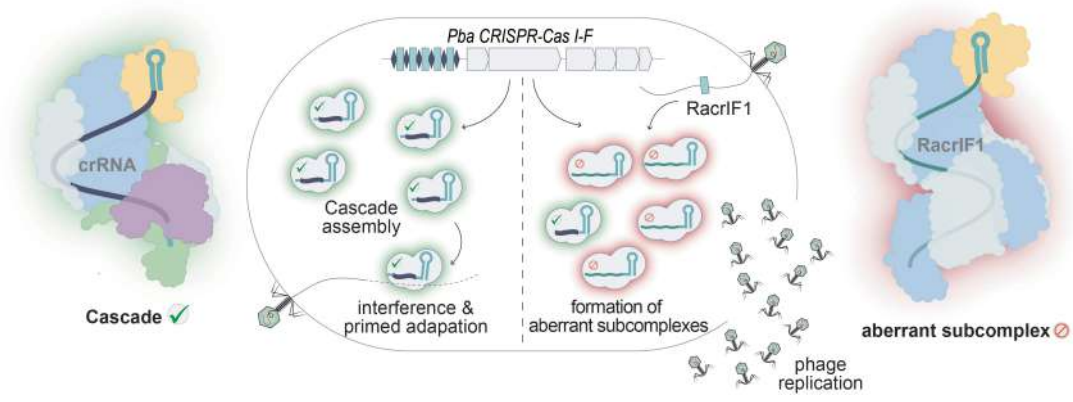 Pba CRISPR-Cas I-F
RacrIF1
crRNA
RacrIF1
Cascade
assembly
interference &
primed adapation
formation of
aberrant subcomplexes
Cascade
aberrant subcomplex
phage
replication